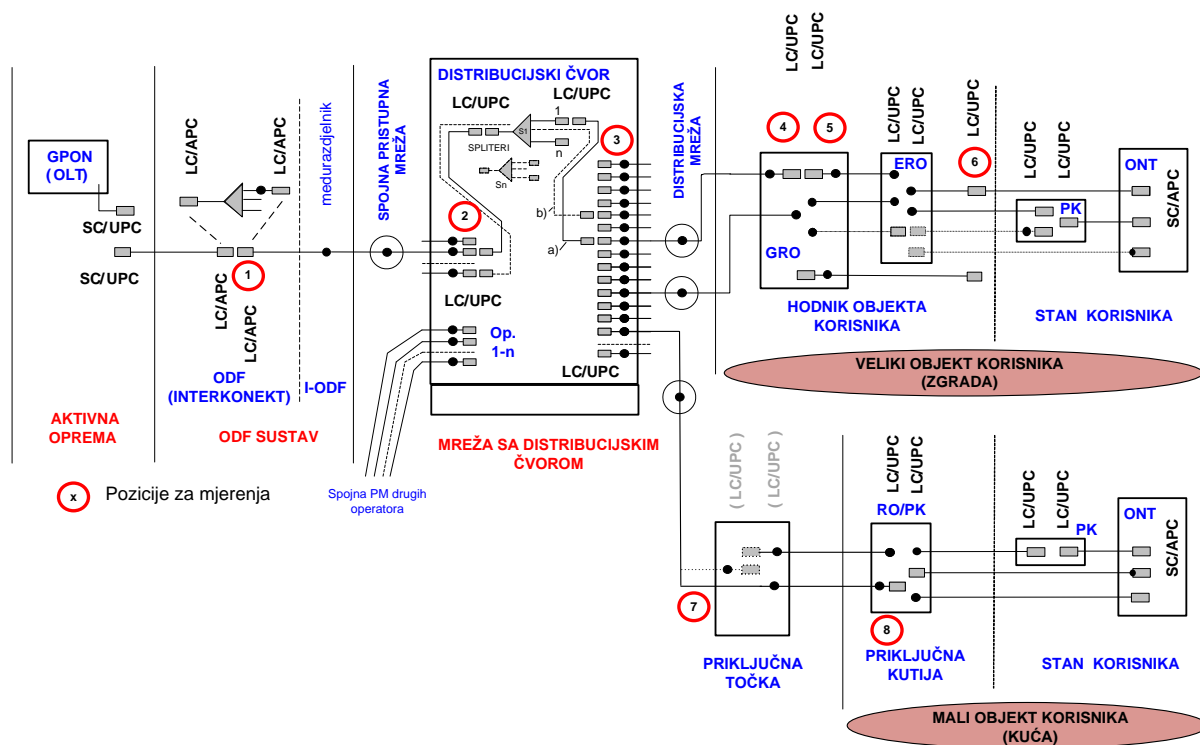 GPON
(OLT)
SC/UPC
SC/UPC
AKTIVNA
OPREMA
LC/APC
LC/APC
LC/APC
LC/APC
1
međurazdjelnik
ODF
(INTERKONEKT)
I-ODF
ODF SUSTAV
SPOJNA PRISTUPNA
MREŽA
DISTRIBUCIJSKI ČVOR
LC/UPC
LC/UPC
1
S1
n
SPLITERI
Sn
2
3
b)
a)
LC/UPC
Op.
1-n
LC/UPC
MREŽA SA DISTRIBUCIJSKIM
ČVOROM
Spojna PM drugih
operatora
x
Pozicije za mjerenja
DISTRIBUCIJSKA
MREŽA
LC/UPC
LC/UPC
4
5
GRO
LC/UPC
LC/UPC
ERO
LC/UPC
6
LC/UPC
LC/UPC
PK
ONT
SC/APC
HODNIK OBJEKTA
KORISNIKA
STAN KORISNIKA
VELIKI OBJEKT KORISNIKA
(ZGRADA)
( LC/UPC )
( LC/UPC )
7
PRIKLJUČNA
TOČKA
LC/UPC
LC/UPC
RO/PK
8
PRIKLJUČNA
KUTIJA
LC/UPC
LC/UPC
PK
ONT
SC/APC
STAN KORISNIKA
MALI OBJEKT KORISNIKA
(KUĆA)